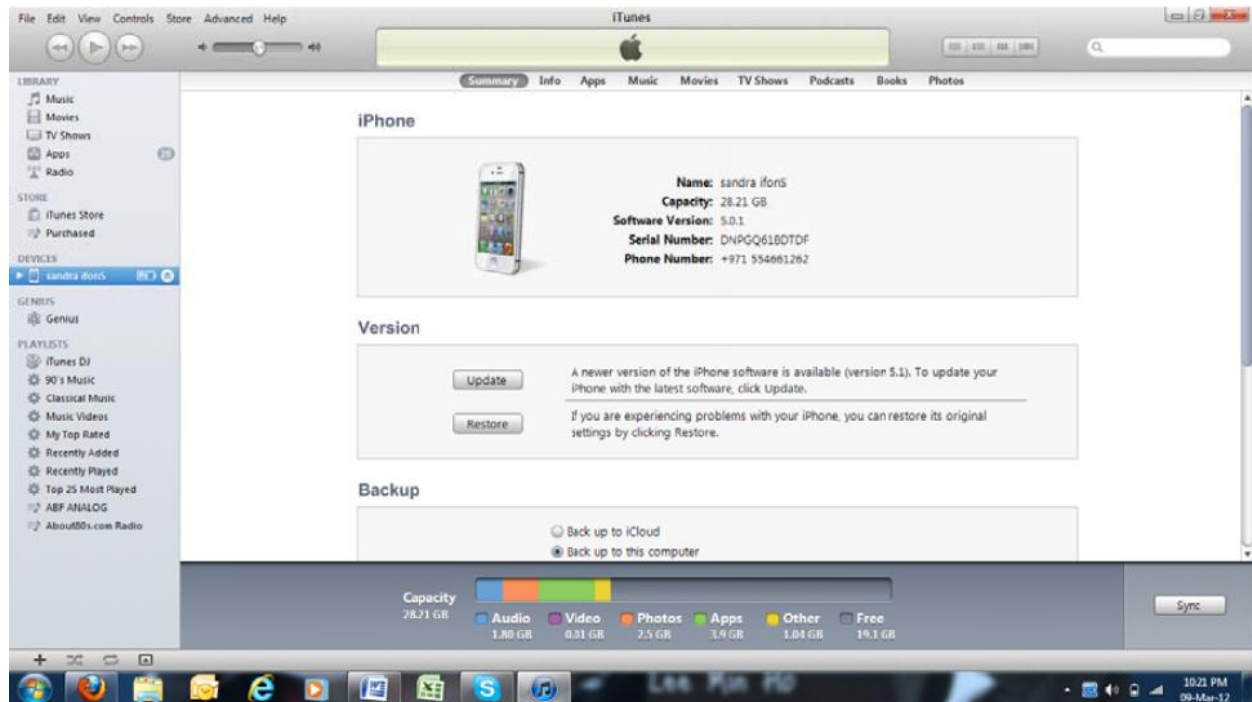 File Edit View Controls Store Advanced Help
iTunes
LIBRARY
Music
Movies
TV Shows
Apps
Radio
STORE
iTunes Store
Purchased
DEVICES
sandra ifonS
GENIUS
Genius
PLAYLISTS
iTunes DJ
90's Music
Classical Music
Music Videos
My Top Rated
Recently Added
Recently Played
Top 25 Most Played
ABF ANALOG
About80s.com Radio
Summary Info Apps Music Movies TV Shows Podcasts Books Photos
iPhone
Name: sandra ifonS
Capacity: 28.21 GB
Software Version: 5.0.1
Serial Number: DNPGQ618DTDF
Phone Number: +971 554661262
Version
Update
A newer version of the iPhone software is available (version 5.1). To update your
iPhone with the latest software, click Update.
Restore
If you are experiencing problems with your iPhone, you can restore its original
settings by clicking Restore.
Backup
Back up to iCloud
Back up to this computer
Capacity
28.21 GB
Audio Video Photos Apps Other Free
1.80 GB 0.01 GB 2.5 GB 3.9 GB 1.04 GB 19.1 GB
Sync
Lee Min Ho
10:21 PM
09-Mar-12